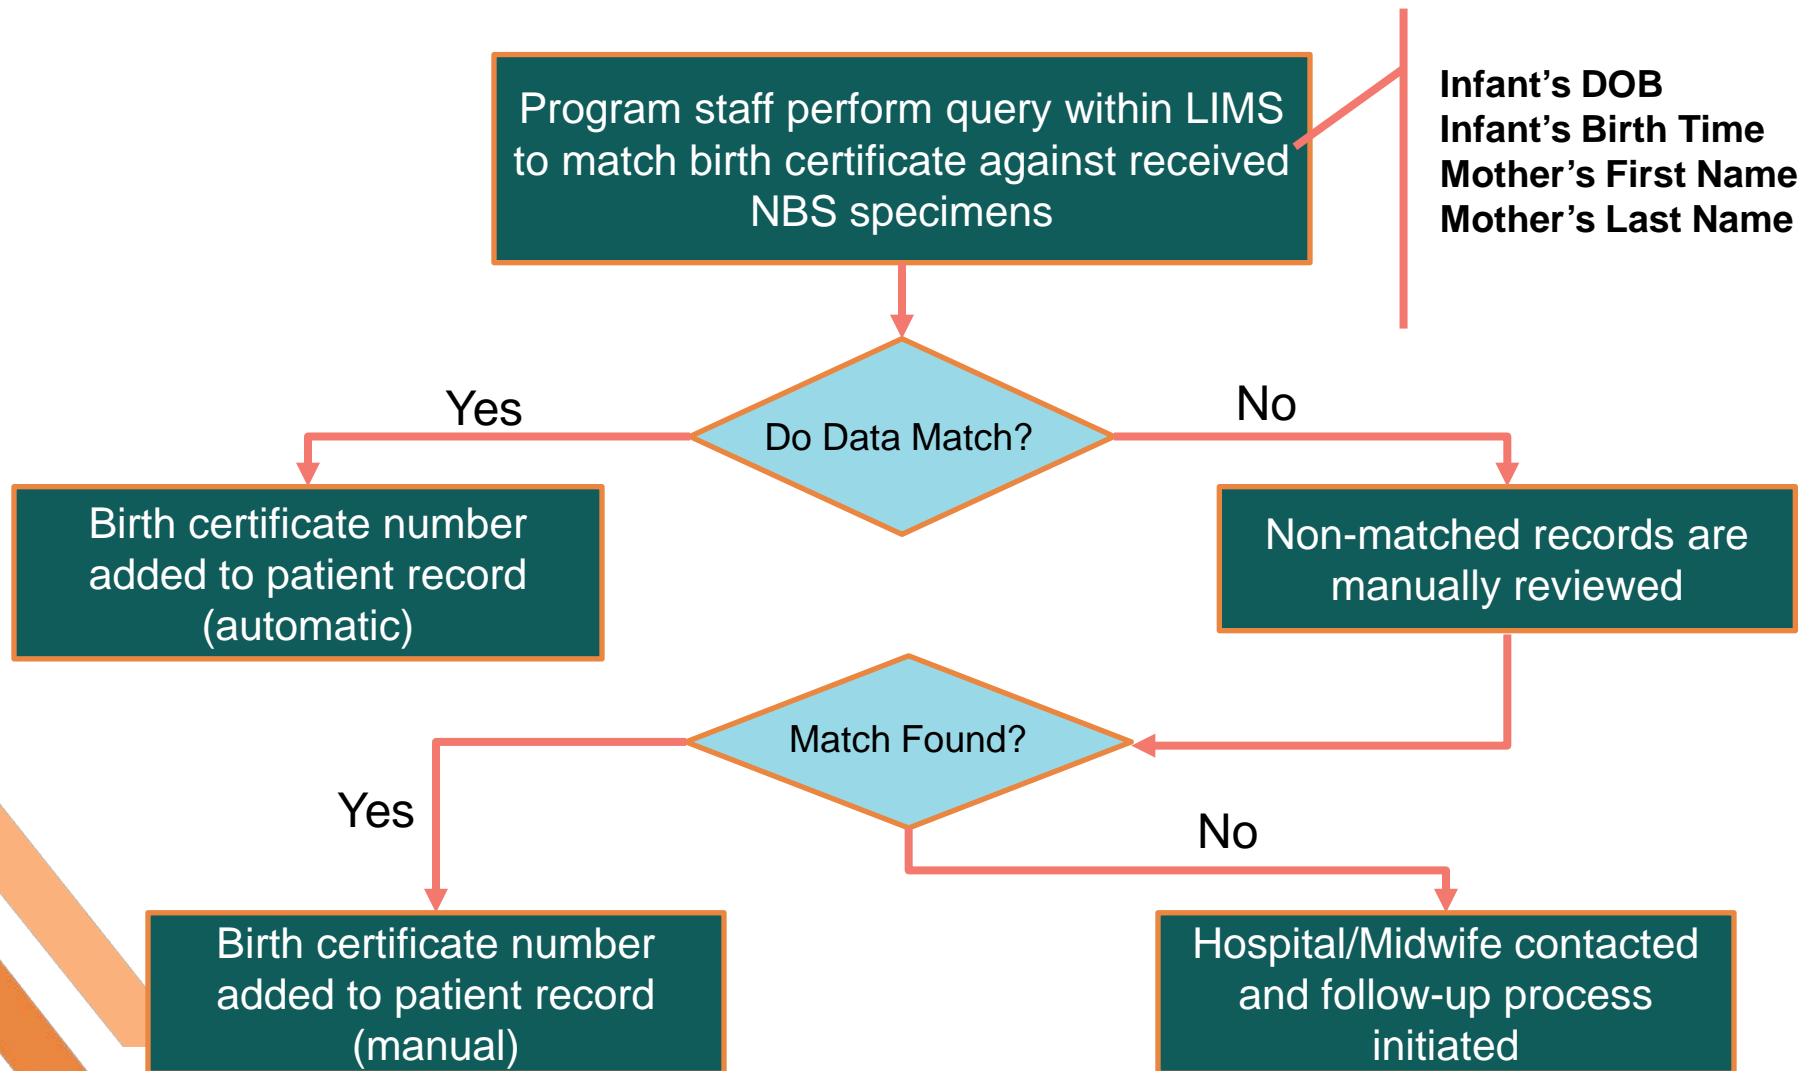 Program staff perform query within LIMS
to match birth certificate against received
NBS specimens
Infant’s DOB
Infant’s Birth Time
Mother’s First Name
Mother’s Last Name
Do Data Match?
Yes
No
Birth certificate number
added to patient record
(automatic)
Non-matched records are
manually reviewed
Match Found?
Yes
No
Birth certificate number
added to patient record
(manual)
Hospital/Midwife contacted
and follow-up process
initiated